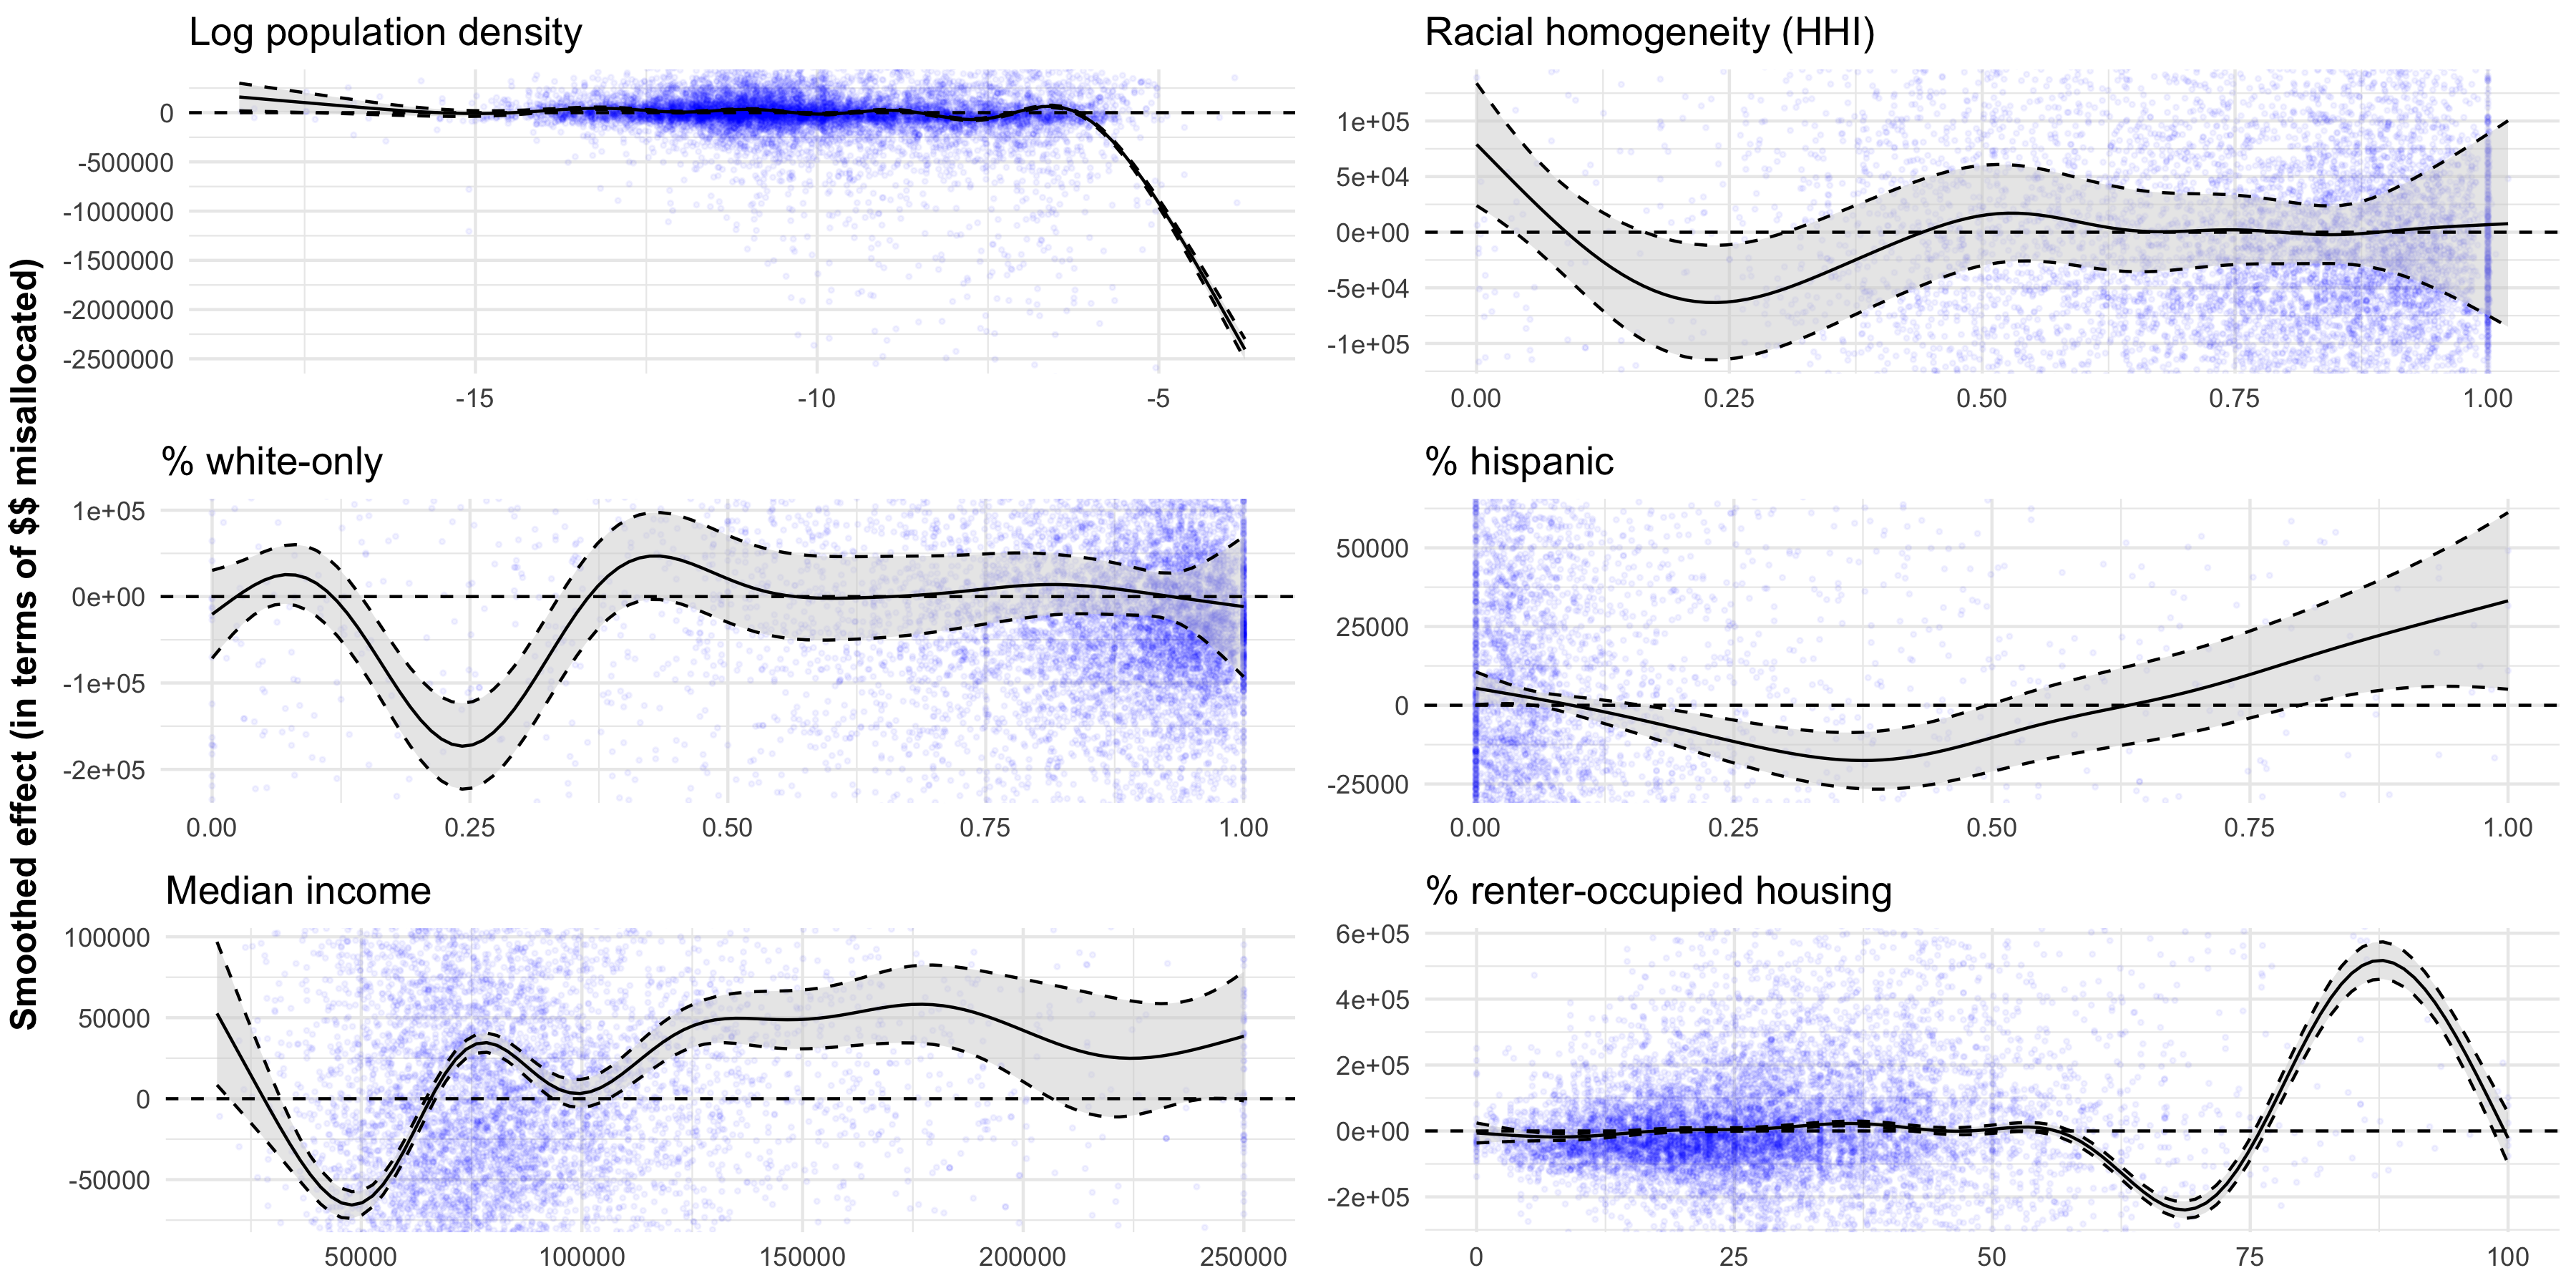 Smoothed effect (in terms of $$ misallocated)
Log population density
0
-500000
-1000000
-1500000
-2000000
-2500000
-15 -10 -5
Racial homogeneity (HHI)
1e+05
5e+04
0e+00
-5e+04
-1e+05
0.00 0.25 0.50 0.75 1.00
% white-only
1e+05
0e+00
-1e+05
-2e+05
0.00 0.25 0.50 0.75 1.00
% hispanic
50000
25000
0
-25000
0.00 0.25 0.50 0.75 1.00
Median income
100000
50000
0
-50000
50000 100000 150000 200000 250000
% renter-occupied housing
6e+05
4e+05
2e+05
0e+00
-2e+05
0 25 50 75 100